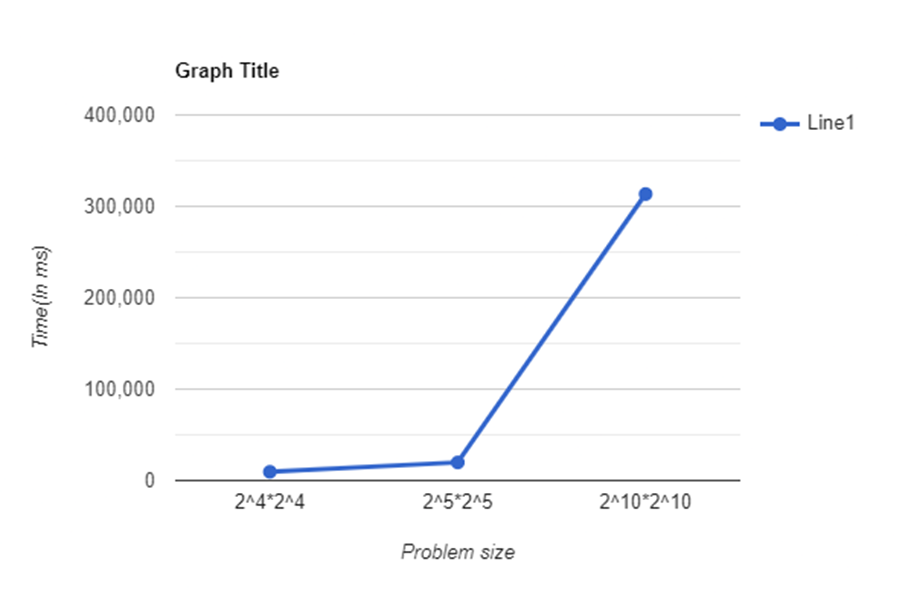 Graph Title
400,000
Line1
300,000
Time(in ms)
200,000
100,000
0
2^4*2^4
2^5*2^5
2^10*2^10
Problem size